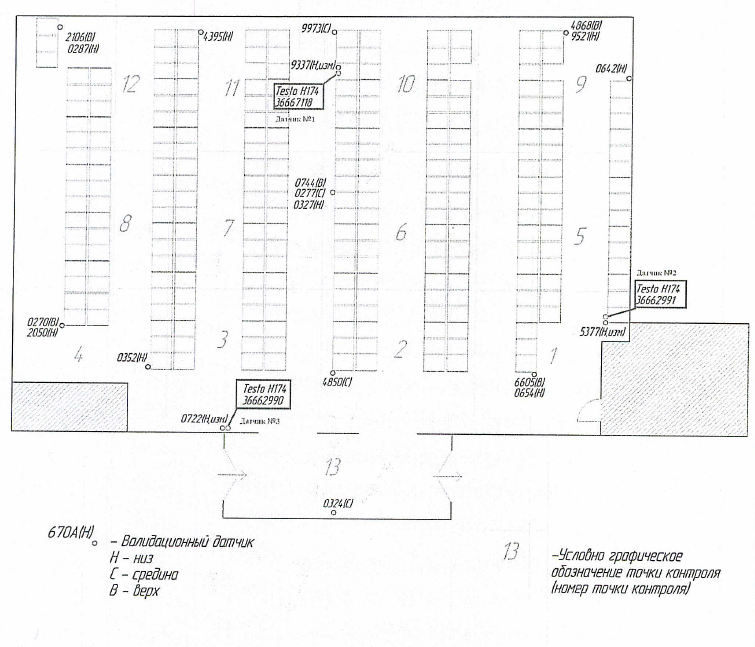 2106(В)
0287(Н)
4395(Н)
9973(С)
4868(В)
9521(Н)
9337(Н,изм)
0642(Н)
12
11
10
9
Testo H174
36667118
Датчик №1
0744(В)
0277(С)
0327(Н)
8
7
6
5
Датчик №2
Testo H174
36662991
0270(В)
2050(Н)
5377(Н,изм)
4
3
2
1
0352(Н)
4850(С)
6605(В)
0654(Н)
Testo H174
36662990
0722(Н,изм)
Датчик №3
13
0324(С)
670А(Н)
– Валидационный датчик
Н – низ
С – средина
В – верх
13
–Условно графическое
обозначение точки контроля
(номер точки контроля)